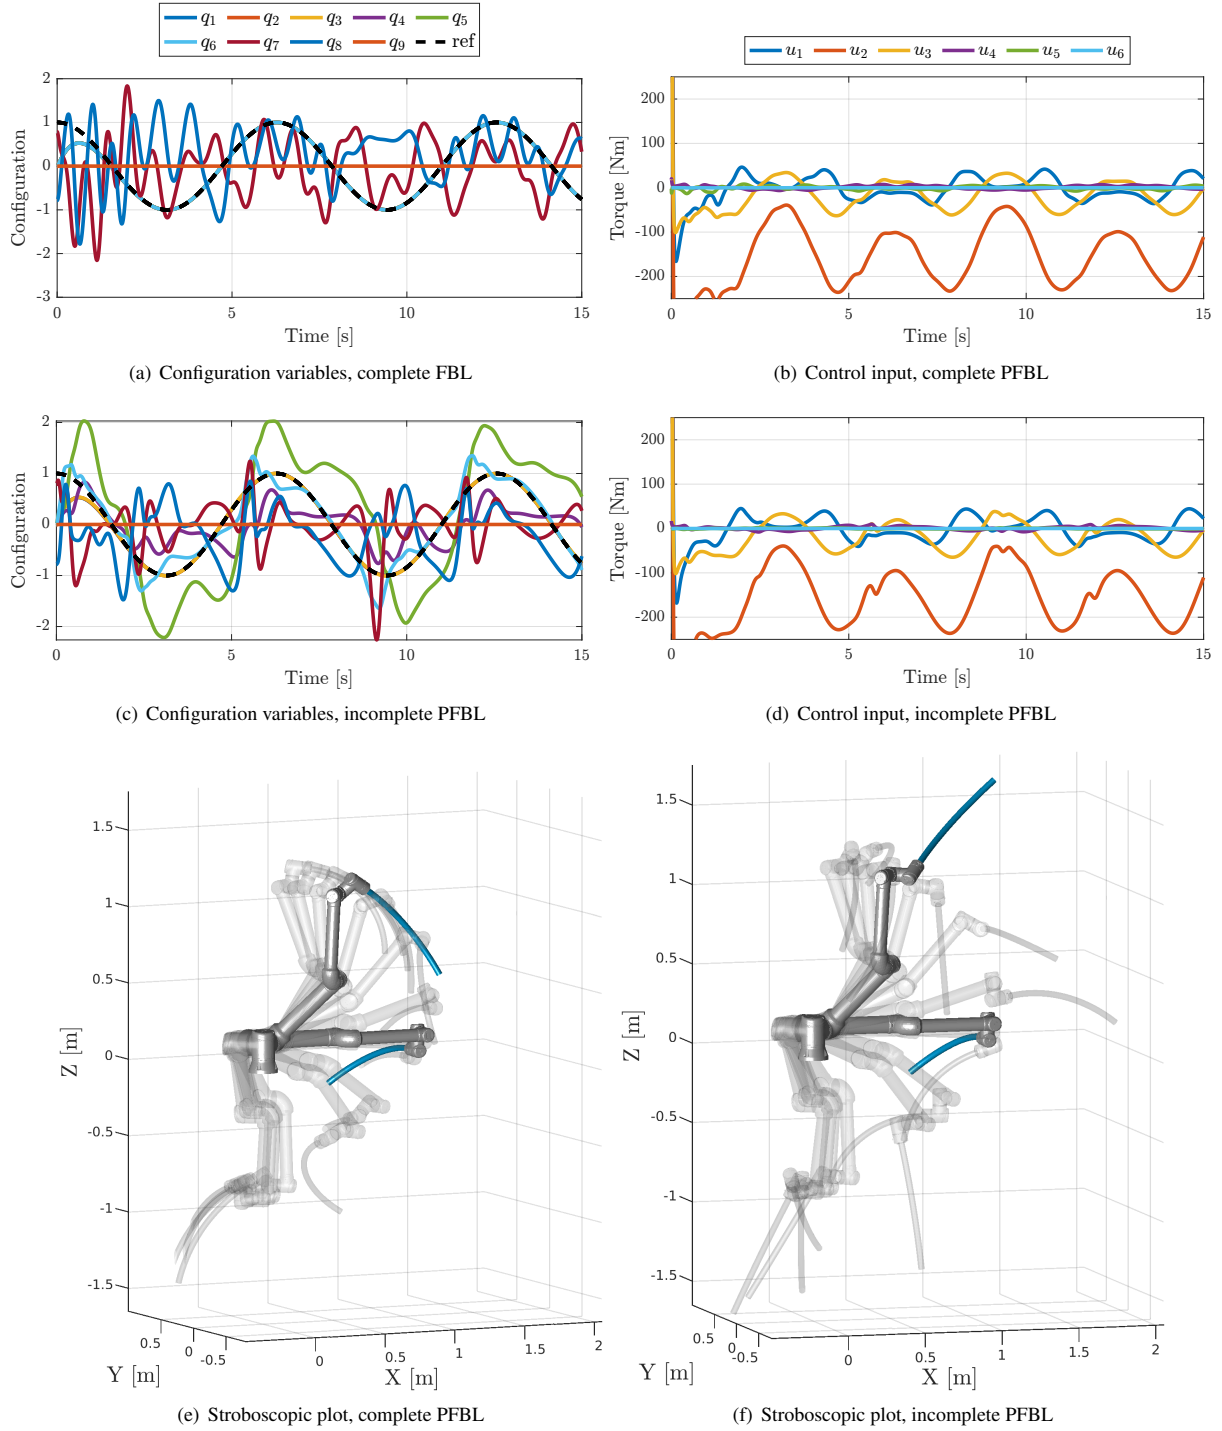 q1 q2 q3 q4 q5
q6 q7 q8 q9 ref
2
1
0
-1
-2
-3
Configuration
0 5 10 15
Time [s]
(a) Configuration variables, complete FBL
u1 u2 u3 u4 u5 u6
200
100
0
-100
-200
Torque [Nm]
0 5 10 15
Time [s]
(b) Control input, complete PFBL
2
1
0
-1
-2
Configuration
0 5 10 15
Time [s]
(c) Configuration variables, incomplete PFBL
200
100
0
-100
-200
Torque [Nm]
0 5 10 15
Time [s]
(d) Control input, incomplete PFBL
1.5
1
0.5
0
-0.5
-1
-1.5
Z [m]
0.5 0 -0.5
Y [m]
0 0.5 1 1.5 2
X [m]
(e) Stroboscopic plot, complete PFBL
1.5
1
0.5
0
-0.5
-1
-1.5
Z [m]
0.5 0 -0.5
Y [m]
0 0.5 1 1.5 2
X [m]
(f) Stroboscopic plot, incomplete PFBL